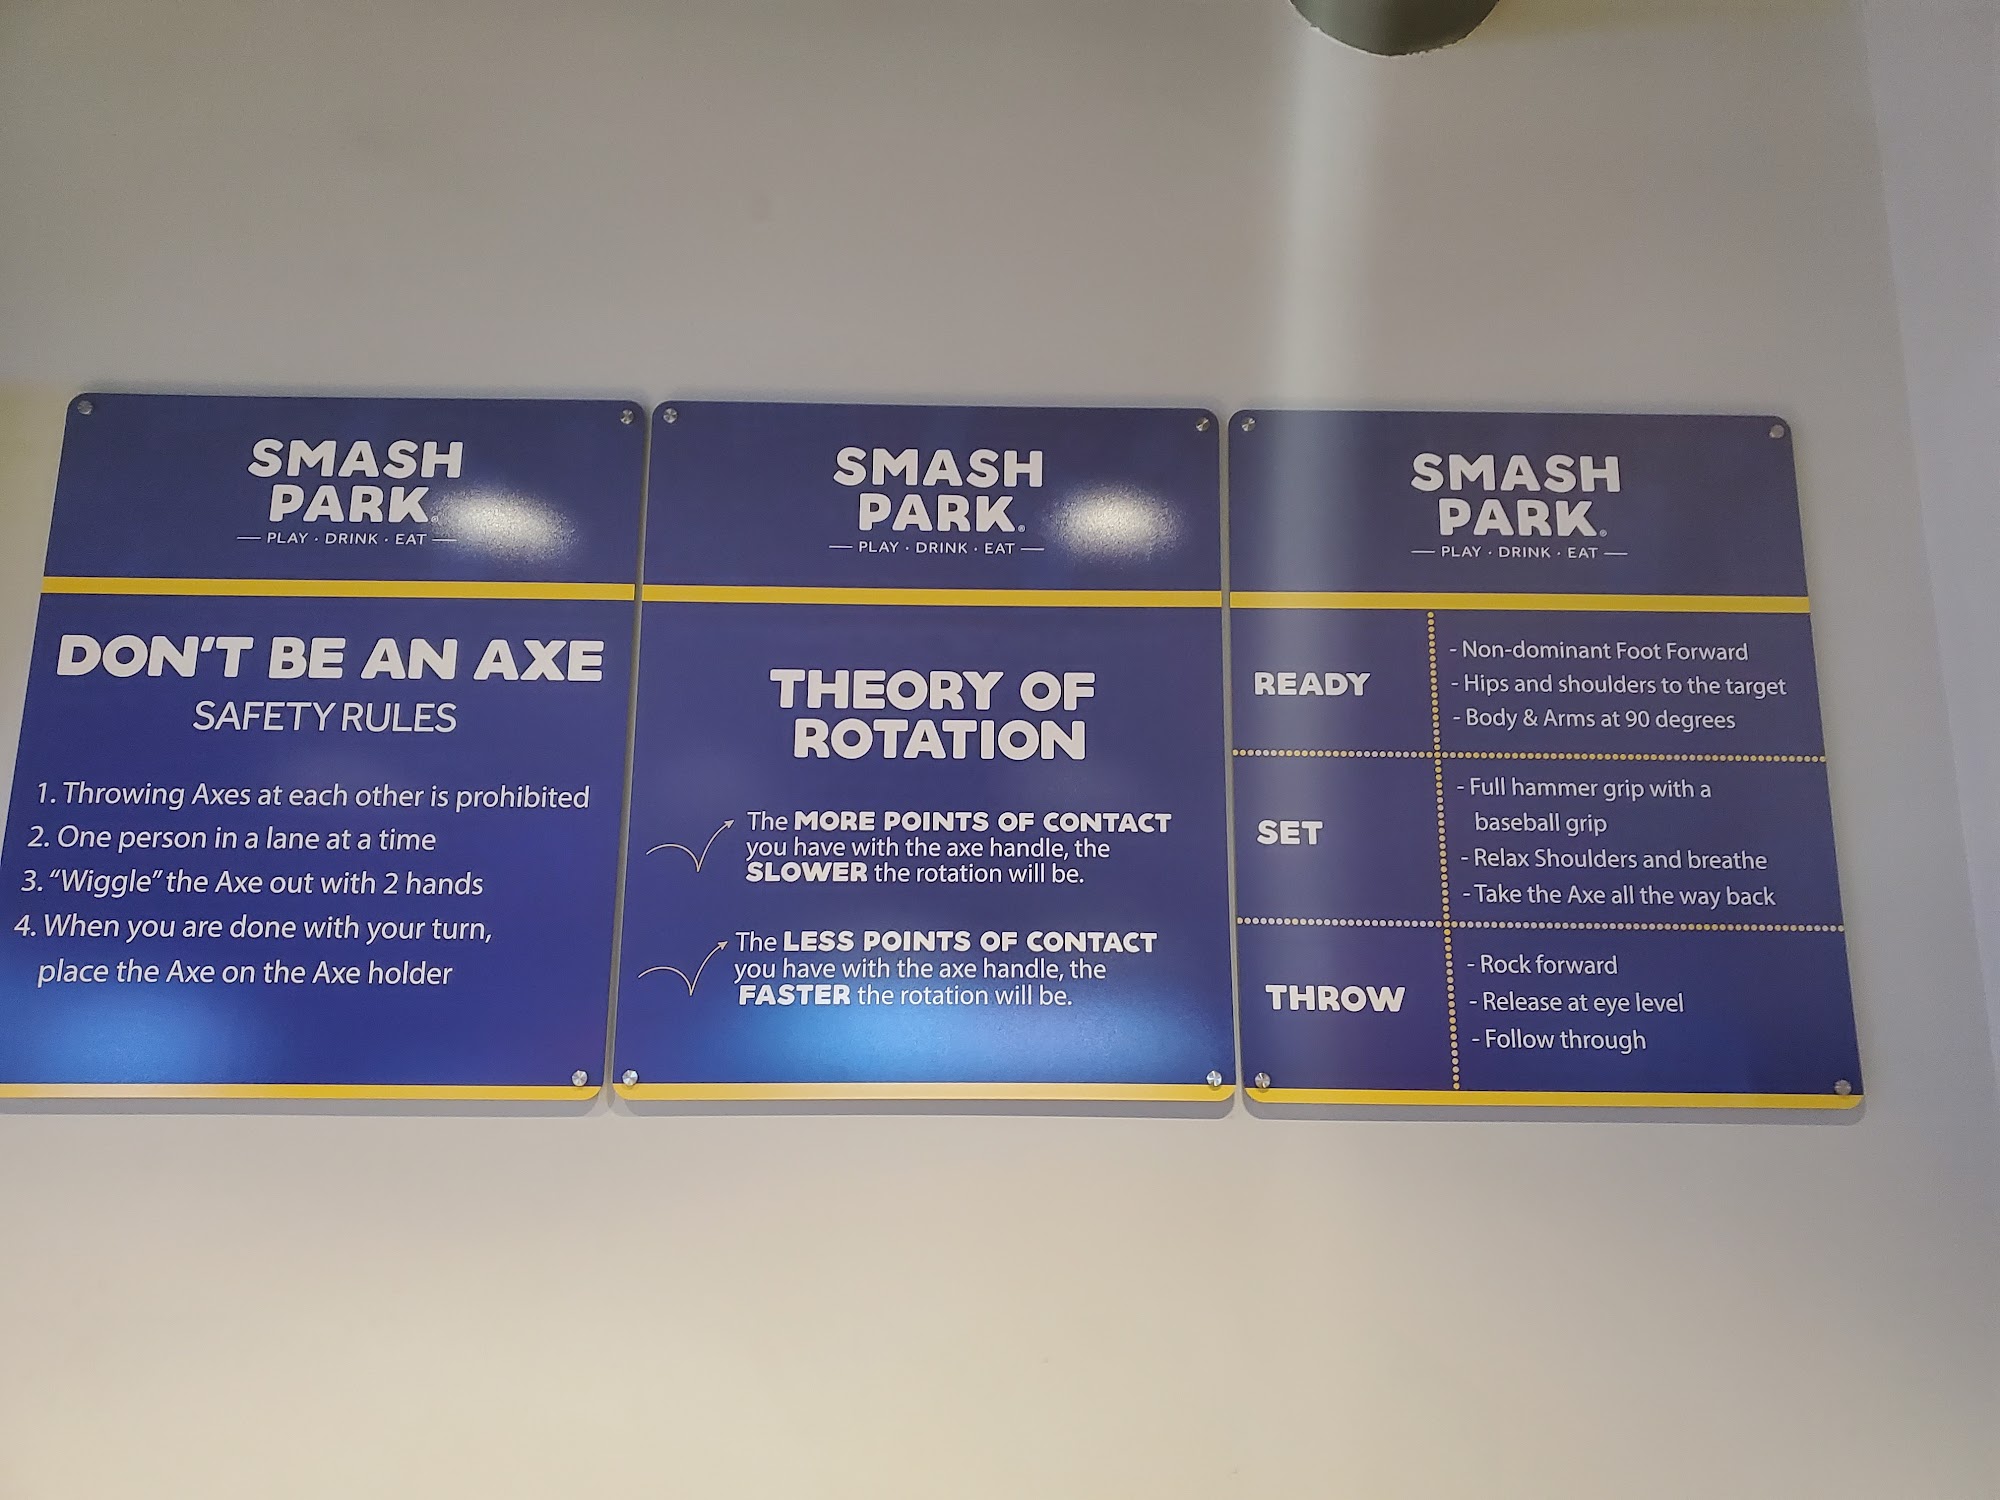 SMASH
PARK®
PLAY · DRINK · EAT
DON'T BE AN AXE
SAFETY RULES
1. Throwing Axes at each other is prohibited
2. One person in a lane at a time
3. "Wiggle" the Axe out with 2 hands
4. When you are done with your turn,
place the Axe on the Axe holder
SMASH
PARK®
PLAY · DRINK · EAT
THEORY OF
ROTATION
The MORE POINTS OF CONTACT
you have with the axe handle, the
SLOWER the rotation will be.
The LESS POINTS OF CONTACT
you have with the axe handle, the
FASTER the rotation will be.
SMASH
PARK®
PLAY · DRINK · EAT
READY
- Non-dominant Foot Forward
- Hips and shoulders to the target
- Body & Arms at 90 degrees
SET
- Full hammer grip with a
baseball grip
- Relax Shoulders and breathe
- Take the Axe all the way back
THROW
- Rock forward
- Release at eye level
- Follow through